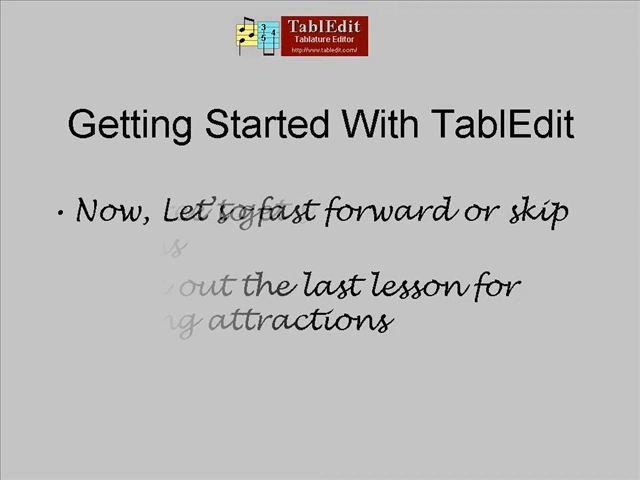 TablEdit
Tablature Editor
http://www.tabledit.com/
Getting Started With TablEdit
• Now, Let's fast forward or skip
out the last lesson for
attractions